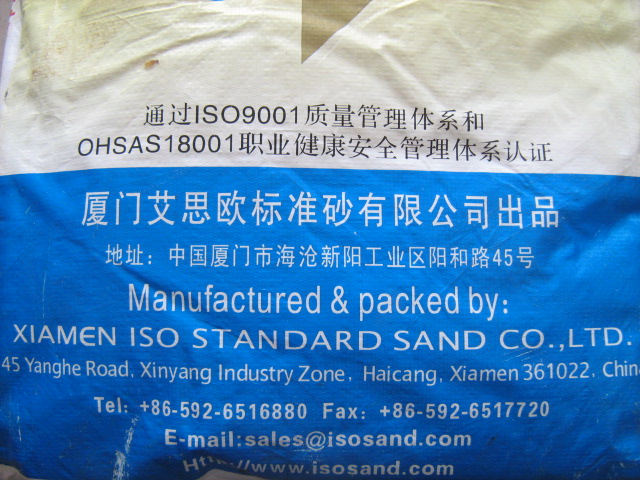 通过ISO9001质量管理体系和
OHSAS18001职业健康安全管理体系认证
厦门艾思欧标准砂有限公司出品
地址：中国厦门市海沧新阳工业区阳和路45号
Manufactured & packed by:
XIAMEN ISO STANDARD SAND CO.,LTD.
45 Yanghe Road, Xinyang Industry Zone, Haicang, Xiamen 361022, China
Tel: +86-592-6516880 Fax: +86-592-6517720
E-mail:sales@isosand.com
Http://www.isosand.com